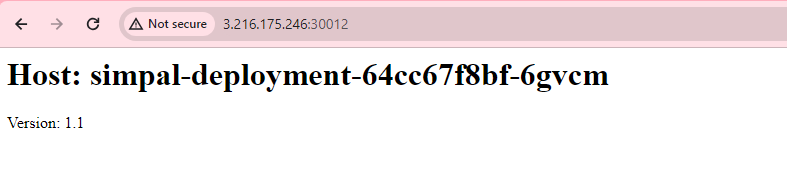 Not secure 3.216.175.246:30012
Host: simpal-deployment-64cc67f8bf-6gvcm
Version: 1.1